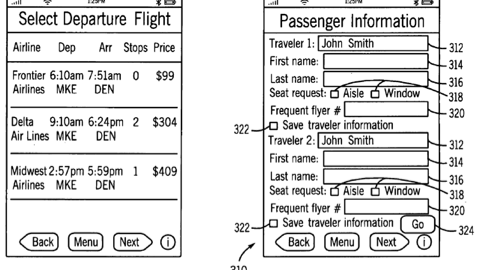 1:25PM
Select Departure Flight
Airline Dep Arr Stops Price
Frontier 6:10am 7:51am 0 $99
Airlines MKE DEN
Delta 9:10am 6:24pm 2 $304
Air Lines MKE DEN
Midwest 2:57pm 5:59pm 1 $409
Airlines MKE DEN
Back Menu Next i
1:25PM
Passenger Information
Traveler 1: John Smith 312
First name: 314
Last name: 316
Seat request: Aisle Window 318
Frequent flyer # 320
322 Save traveler information
Traveler 2: John Smith 312
First name: 314
Last name: 316
Seat request: Aisle Window 318
Frequent flyer # 320
322 Save traveler information Go 324
Back Menu Next i
310